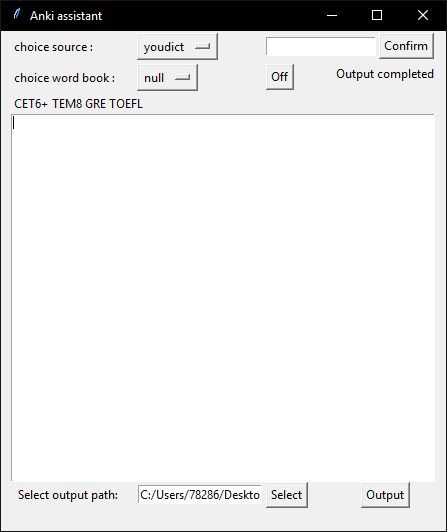 Anki assistant
choice source : youdict Confirm
choice word book : null Off Output completed
CET6+ TEM8 GRE TOEFL
Select output path: C:/Users/78286/Deskto Select Output